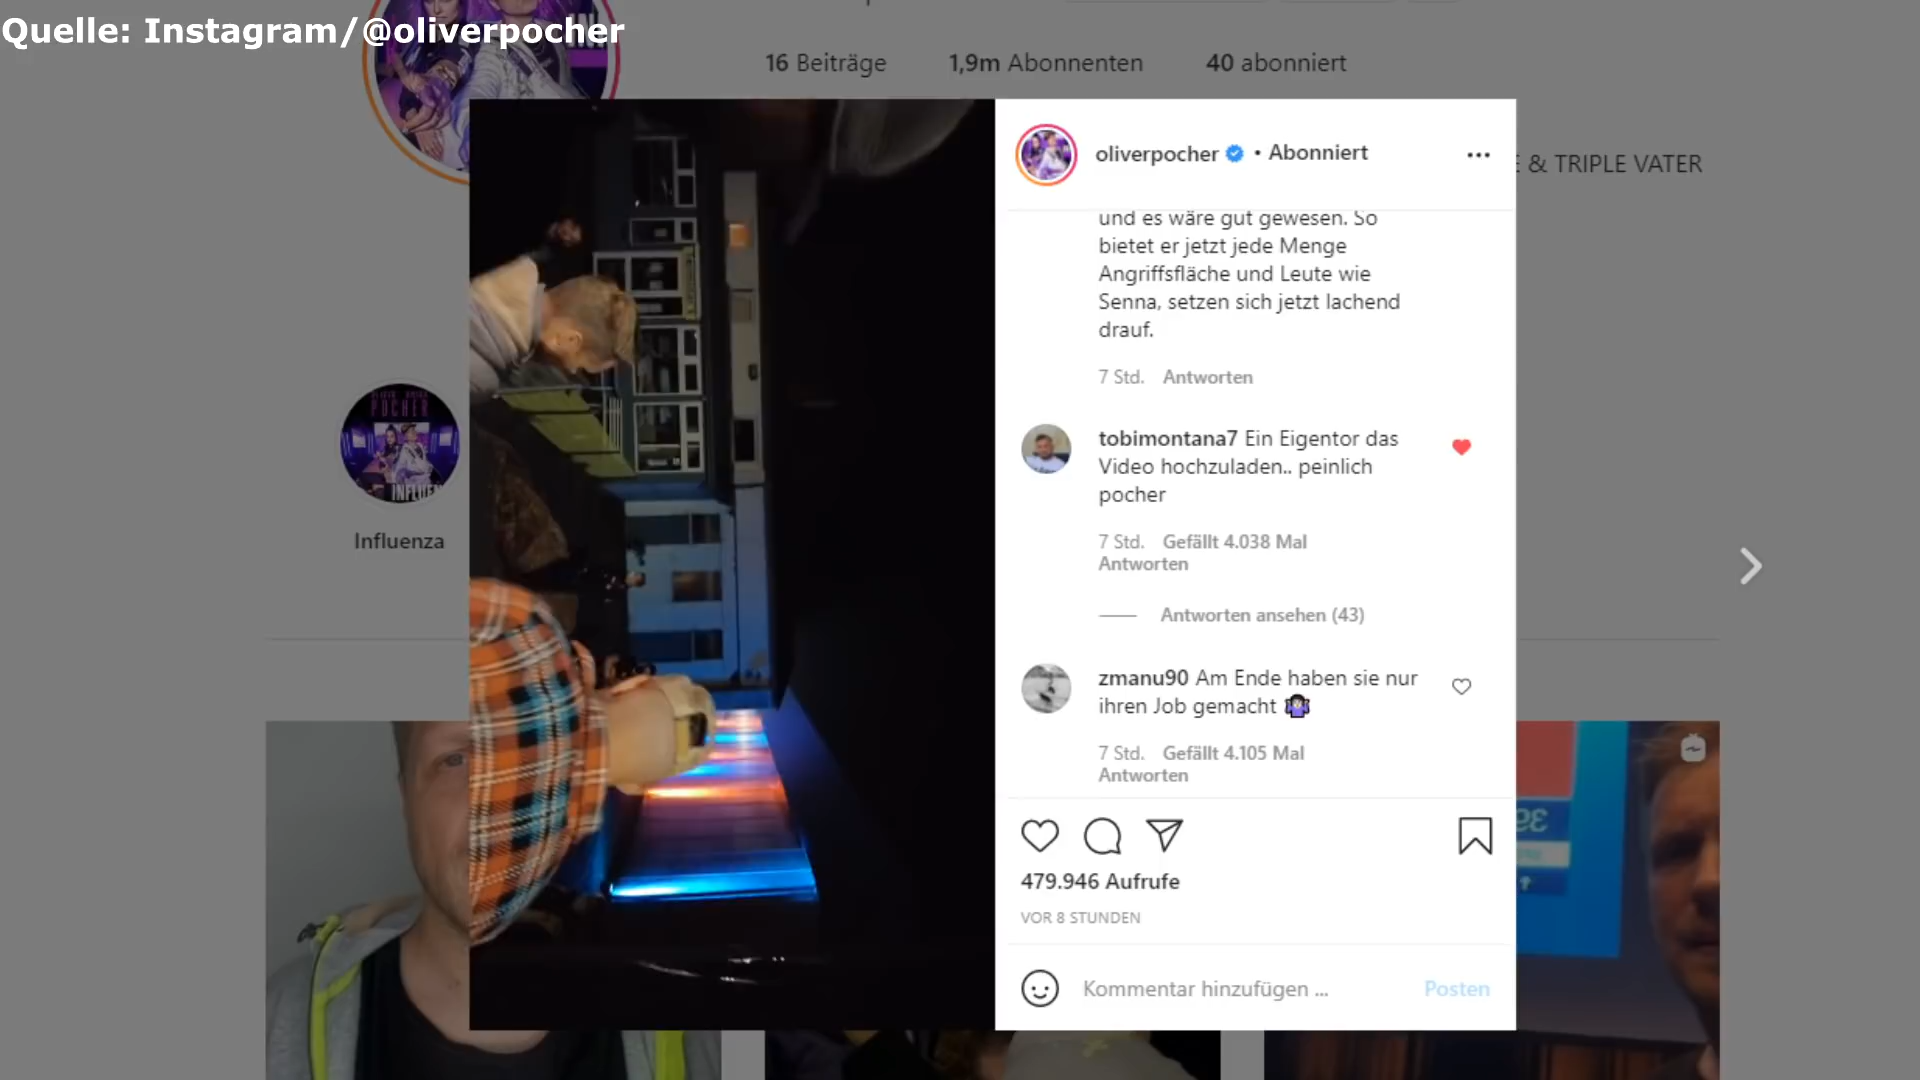 Quelle: Instagram/@oliverpocher
16 Beiträge 1,9m Abonnenten 40 abonniert
& TRIPLE VATER
POCHER
INFLUEN
Influenza
oliverpocher • Abonniert
und es wäre gut gewesen. So
bietet er jetzt jede Menge
Angriffsfläche und Leute wie
Senna, setzen sich jetzt lachend
drauf.
7 Std. Antworten
tobimontana7 Ein Eigentor das
Video hochzuladen.. peinlich
pocher
7 Std. Gefällt 4.038 Mal
Antworten
Antworten ansehen (43)
zmanu90 Am Ende haben sie nur
ihren Job gemacht 🤷🏻‍♀️
7 Std. Gefällt 4.105 Mal
Antworten
479.946 Aufrufe
VOR 8 STUNDEN
Kommentar hinzufügen ... Posten